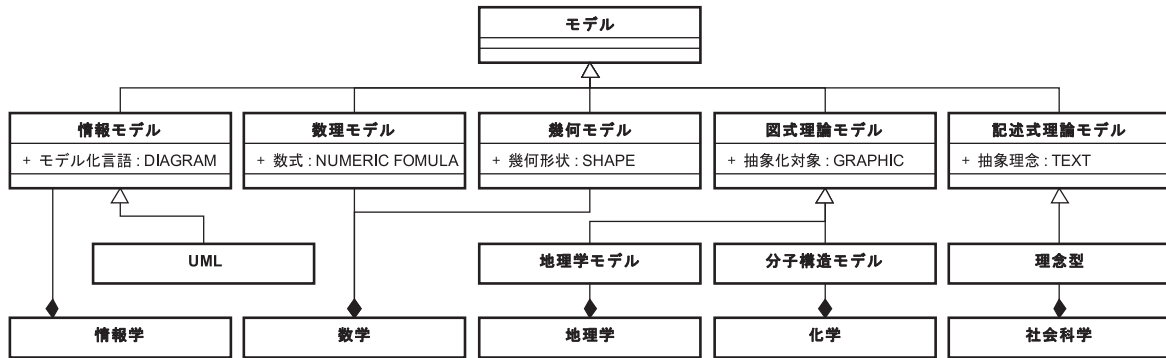 モデル
情報モデル
+ モデル化言語 : DIAGRAM
数理モデル
+ 数式 : NUMERIC FOMULA
幾何モデル
+ 幾何形状 : SHAPE
図式理論モデル
+ 抽象化対象 : GRAPHIC
記述式理論モデル
+ 抽象理念 : TEXT
UML
地理学モデル
分子構造モデル
理念型
情報学
数学
地理学
化学
社会科学